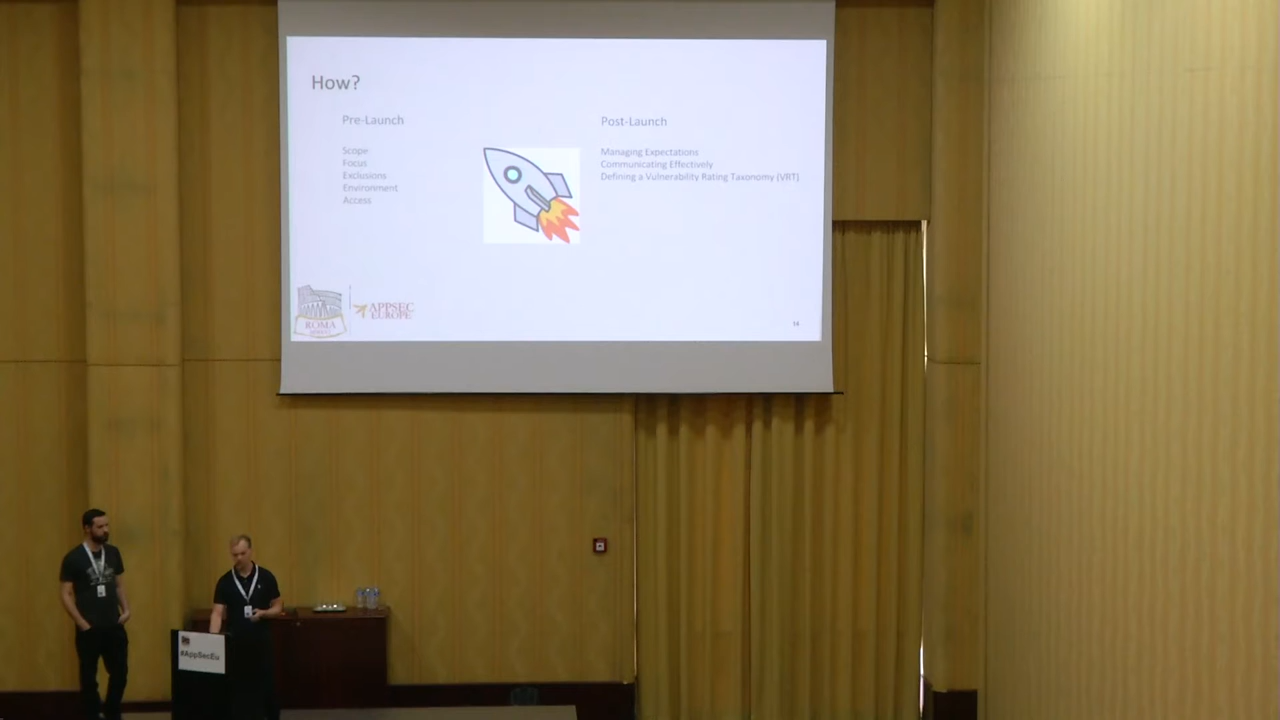 How?
Pre-Launch
Scope
Focus
Exclusions
Environment
Access
Post-Launch
Managing Expectations
Communicating Effectively
Defining a Vulnerability Rating Taxonomy (VRT)
ROMA
APPSEC
EUROPE
14
#AppSecEu